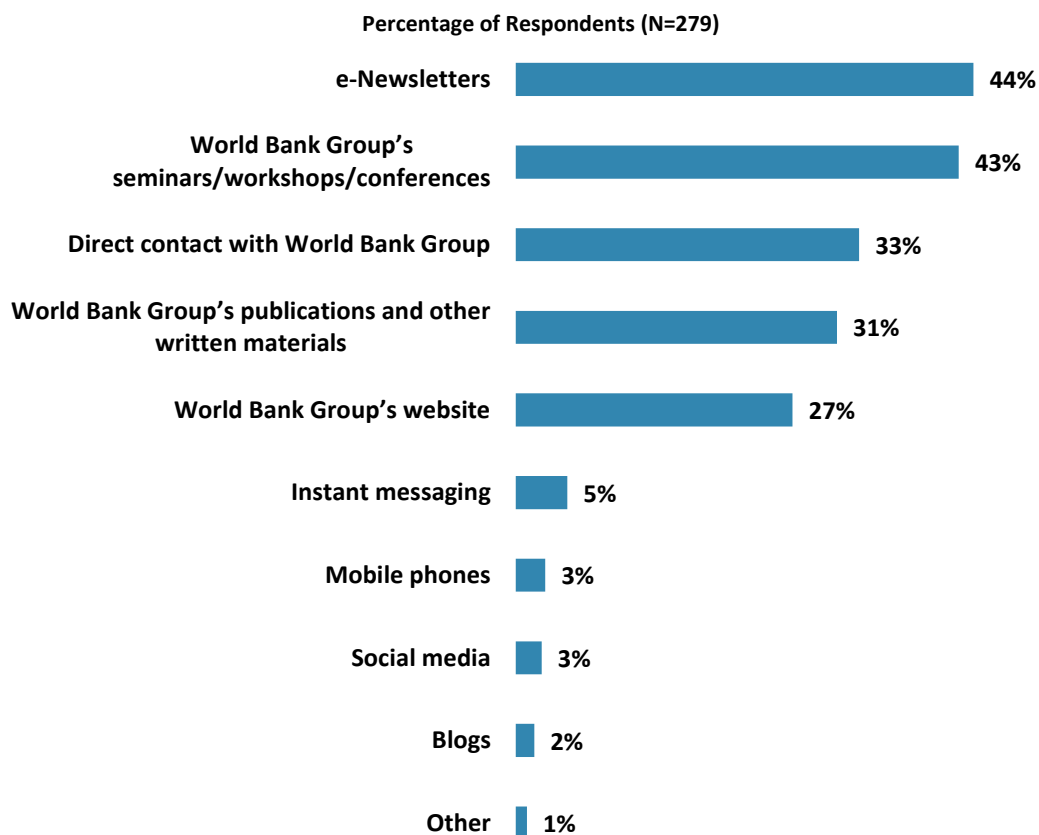 Percentage of Respondents (N=279)
e-Newsletters
44%
World Bank Group’s
seminars/workshops/conferences
43%
Direct contact with World Bank Group
33%
World Bank Group’s publications and other
written materials
31%
World Bank Group’s website
27%
Instant messaging
5%
Mobile phones
3%
Social media
3%
Blogs
2%
Other
1%